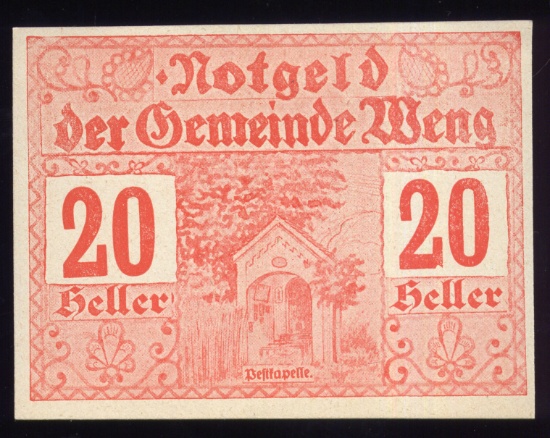 Notgeld
der Gemeinde Weng
20 20
Heller Heller
Pestkapelle.